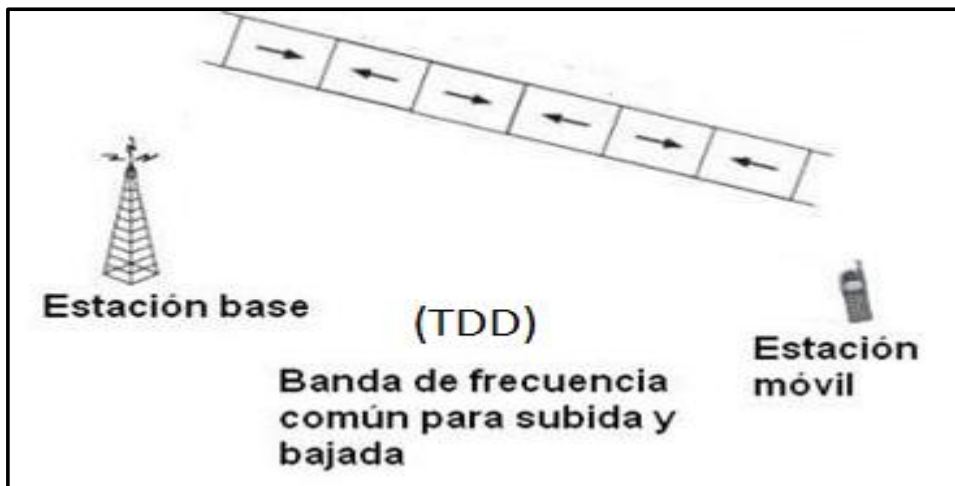 Estación base
(TDD)
Banda de frecuencia
común para subida y
bajada
Estación
móvil